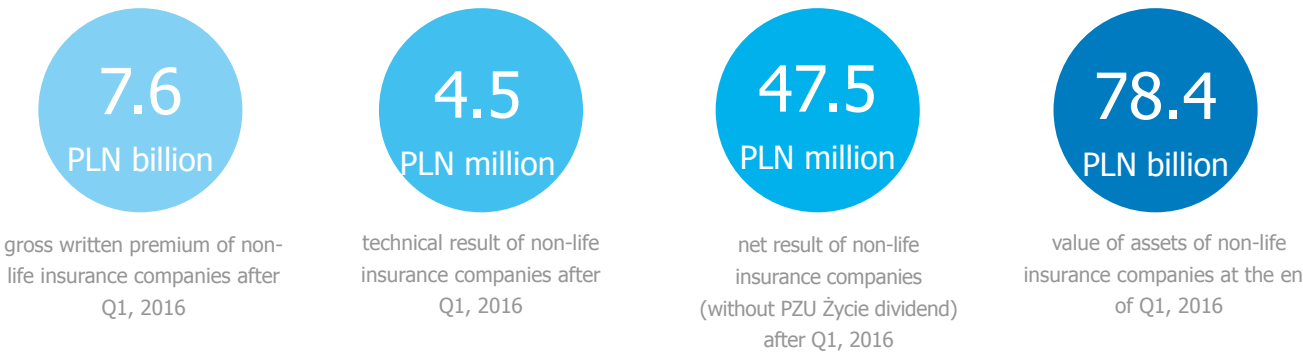 7.6
PLN billion
gross written premium of non-
life insurance companies after
Q1, 2016
4.5
PLN million
technical result of non-life
insurance companies after
Q1, 2016
47.5
PLN million
net result of non-life
insurance companies
(without PZU Życie dividend)
after Q1, 2016
78.4
PLN billion
value of assets of non-life
insurance companies at the en
of Q1, 2016